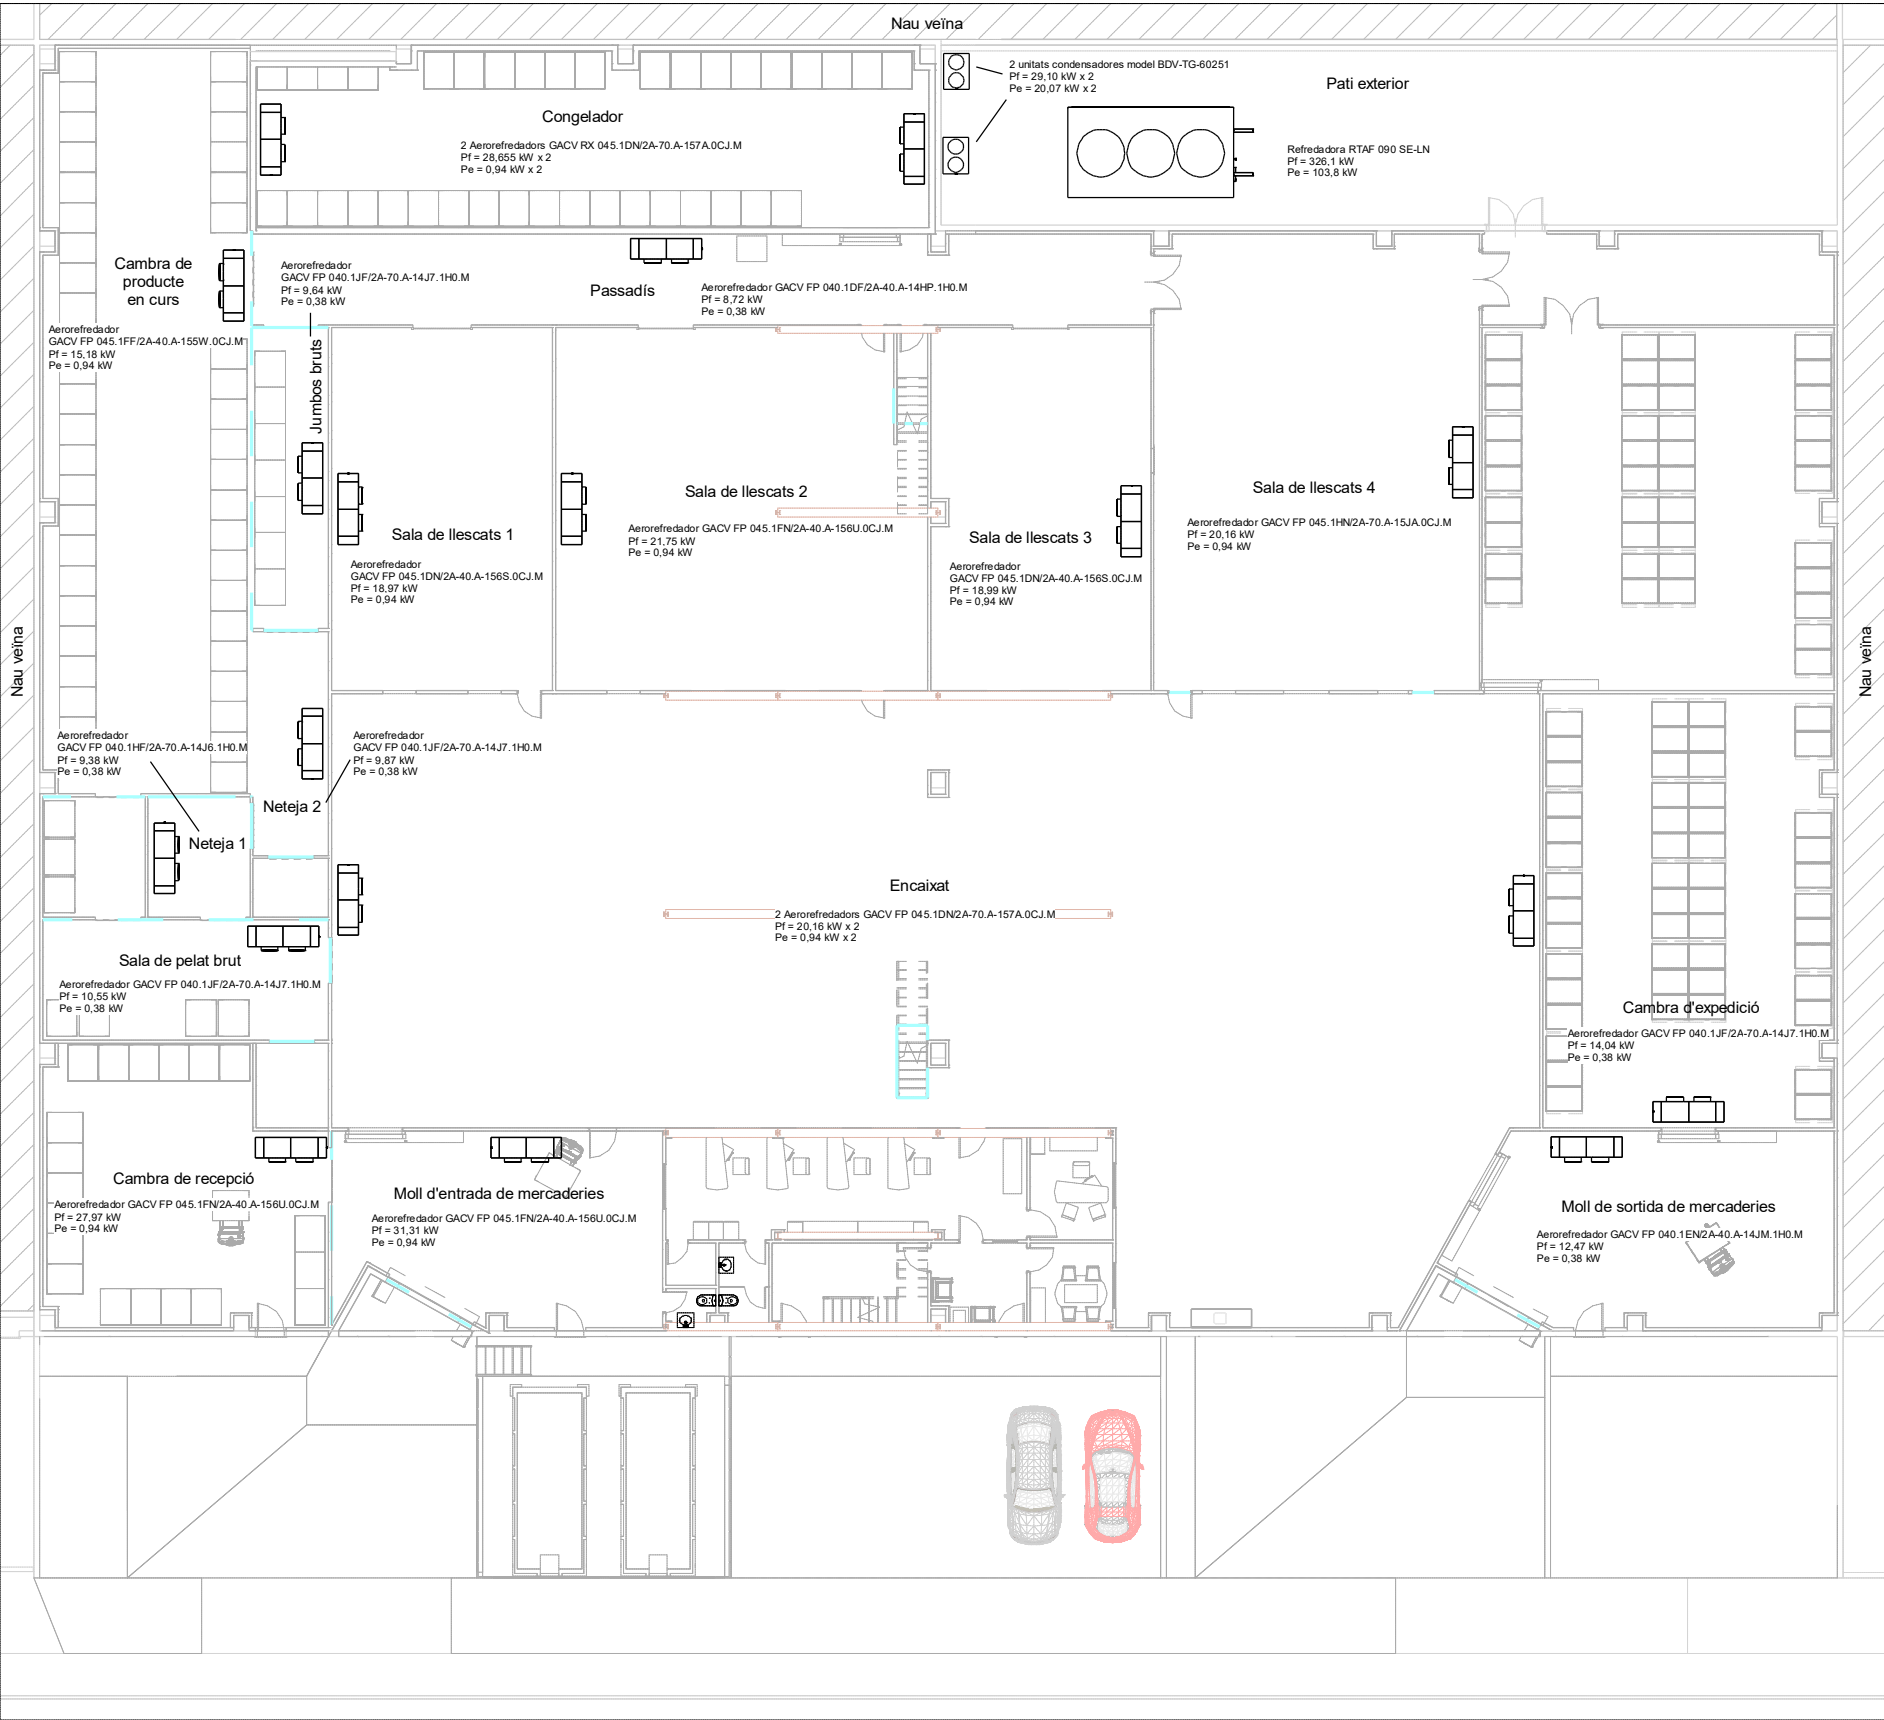 Nau veïna
2 unitats condensadores model BDV-TG-60251
Pf = 29,10 kW x 2
Pe = 20,07 kW x 2
Pati exterior
Congelador
2 Aerorefredadors GACV RX 045.1DN/2A-70.A-157A.0CJ.M
Pf = 28,655 kW x 2
Pe = 0,94 kW x 2
Refredadora RTAF 090 SE-LN
Pf = 326,1 kW
Pe = 103,8 kW
Cambra de
producte
en curs
Aerorefredador
GACV FP 045.1FF/2A-40.A-155W.0CJ.M
Pf = 15,18 kW
Pe = 0,94 kW
Aerorefredador
GACV FP 040.1JF/2A-70.A-14J7.1H0.M
Pf = 9,64 kW
Pe = 0,38 kW
Jumbos bruts
Passadís
Aerorefredador GACV FP 040.1DF/2A-40.A-14HP.1H0.M
Pf = 8,72 kW
Pe = 0,38 kW
Sala de llescats 1
Aerorefredador
GACV FP 045.1DN/2A-40.A-156S.0CJ.M
Pf = 18,97 kW
Pe = 0,94 kW
Sala de llescats 2
Aerorefredador GACV FP 045.1FN/2A-40.A-156U.0CJ.M
Pf = 21,75 kW
Pe = 0,94 kW
Sala de llescats 3
Aerorefredador
GACV FP 045.1DN/2A-40.A-156S.0CJ.M
Pf = 18,99 kW
Pe = 0,94 kW
Sala de llescats 4
Aerorefredador GACV FP 045.1HN/2A-70.A-15JA.0CJ.M
Pf = 20,16 kW
Pe = 0,94 kW
Nau veïna
Nau veïna
Aerorefredador
GACV FP 040.1HF/2A-70.A-14J6.1H0.M
Pf = 9,38 kW
Pe = 0,38 kW
Neteja 1
Aerorefredador
GACV FP 040.1JF/2A-70.A-14J7.1H0.M
Pf = 9,87 kW
Pe = 0,38 kW
Neteja 2
Encaixat
2 Aerorefredadors GACV FP 045.1DN/2A-70.A-157A.0CJ.M
Pf = 20,16 kW x 2
Pe = 0,94 kW x 2
Sala de pelat brut
Aerorefredador GACV FP 040.1JF/2A-70.A-14J7.1H0.M
Pf = 10,55 kW
Pe = 0,38 kW
Cambra d'expedició
Aerorefredador GACV FP 040.1JF/2A-70.A-14J7.1H0.M
Pf = 14,04 kW
Pe = 0,38 kW
Cambra de recepció
Aerorefredador GACV FP 045.1FN/2A-40.A-156U.0CJ.M
Pf = 27,97 kW
Pe = 0,94 kW
Moll d'entrada de mercaderies
Aerorefredador GACV FP 045.1FN/2A-40.A-156U.0CJ.M
Pf = 31,31 kW
Pe = 0,94 kW
Moll de sortida de mercaderies
Aerorefredador GACV FP 040.1EN/2A-40.A-14JM.1H0.M
Pf = 12,47 kW
Pe = 0,38 kW